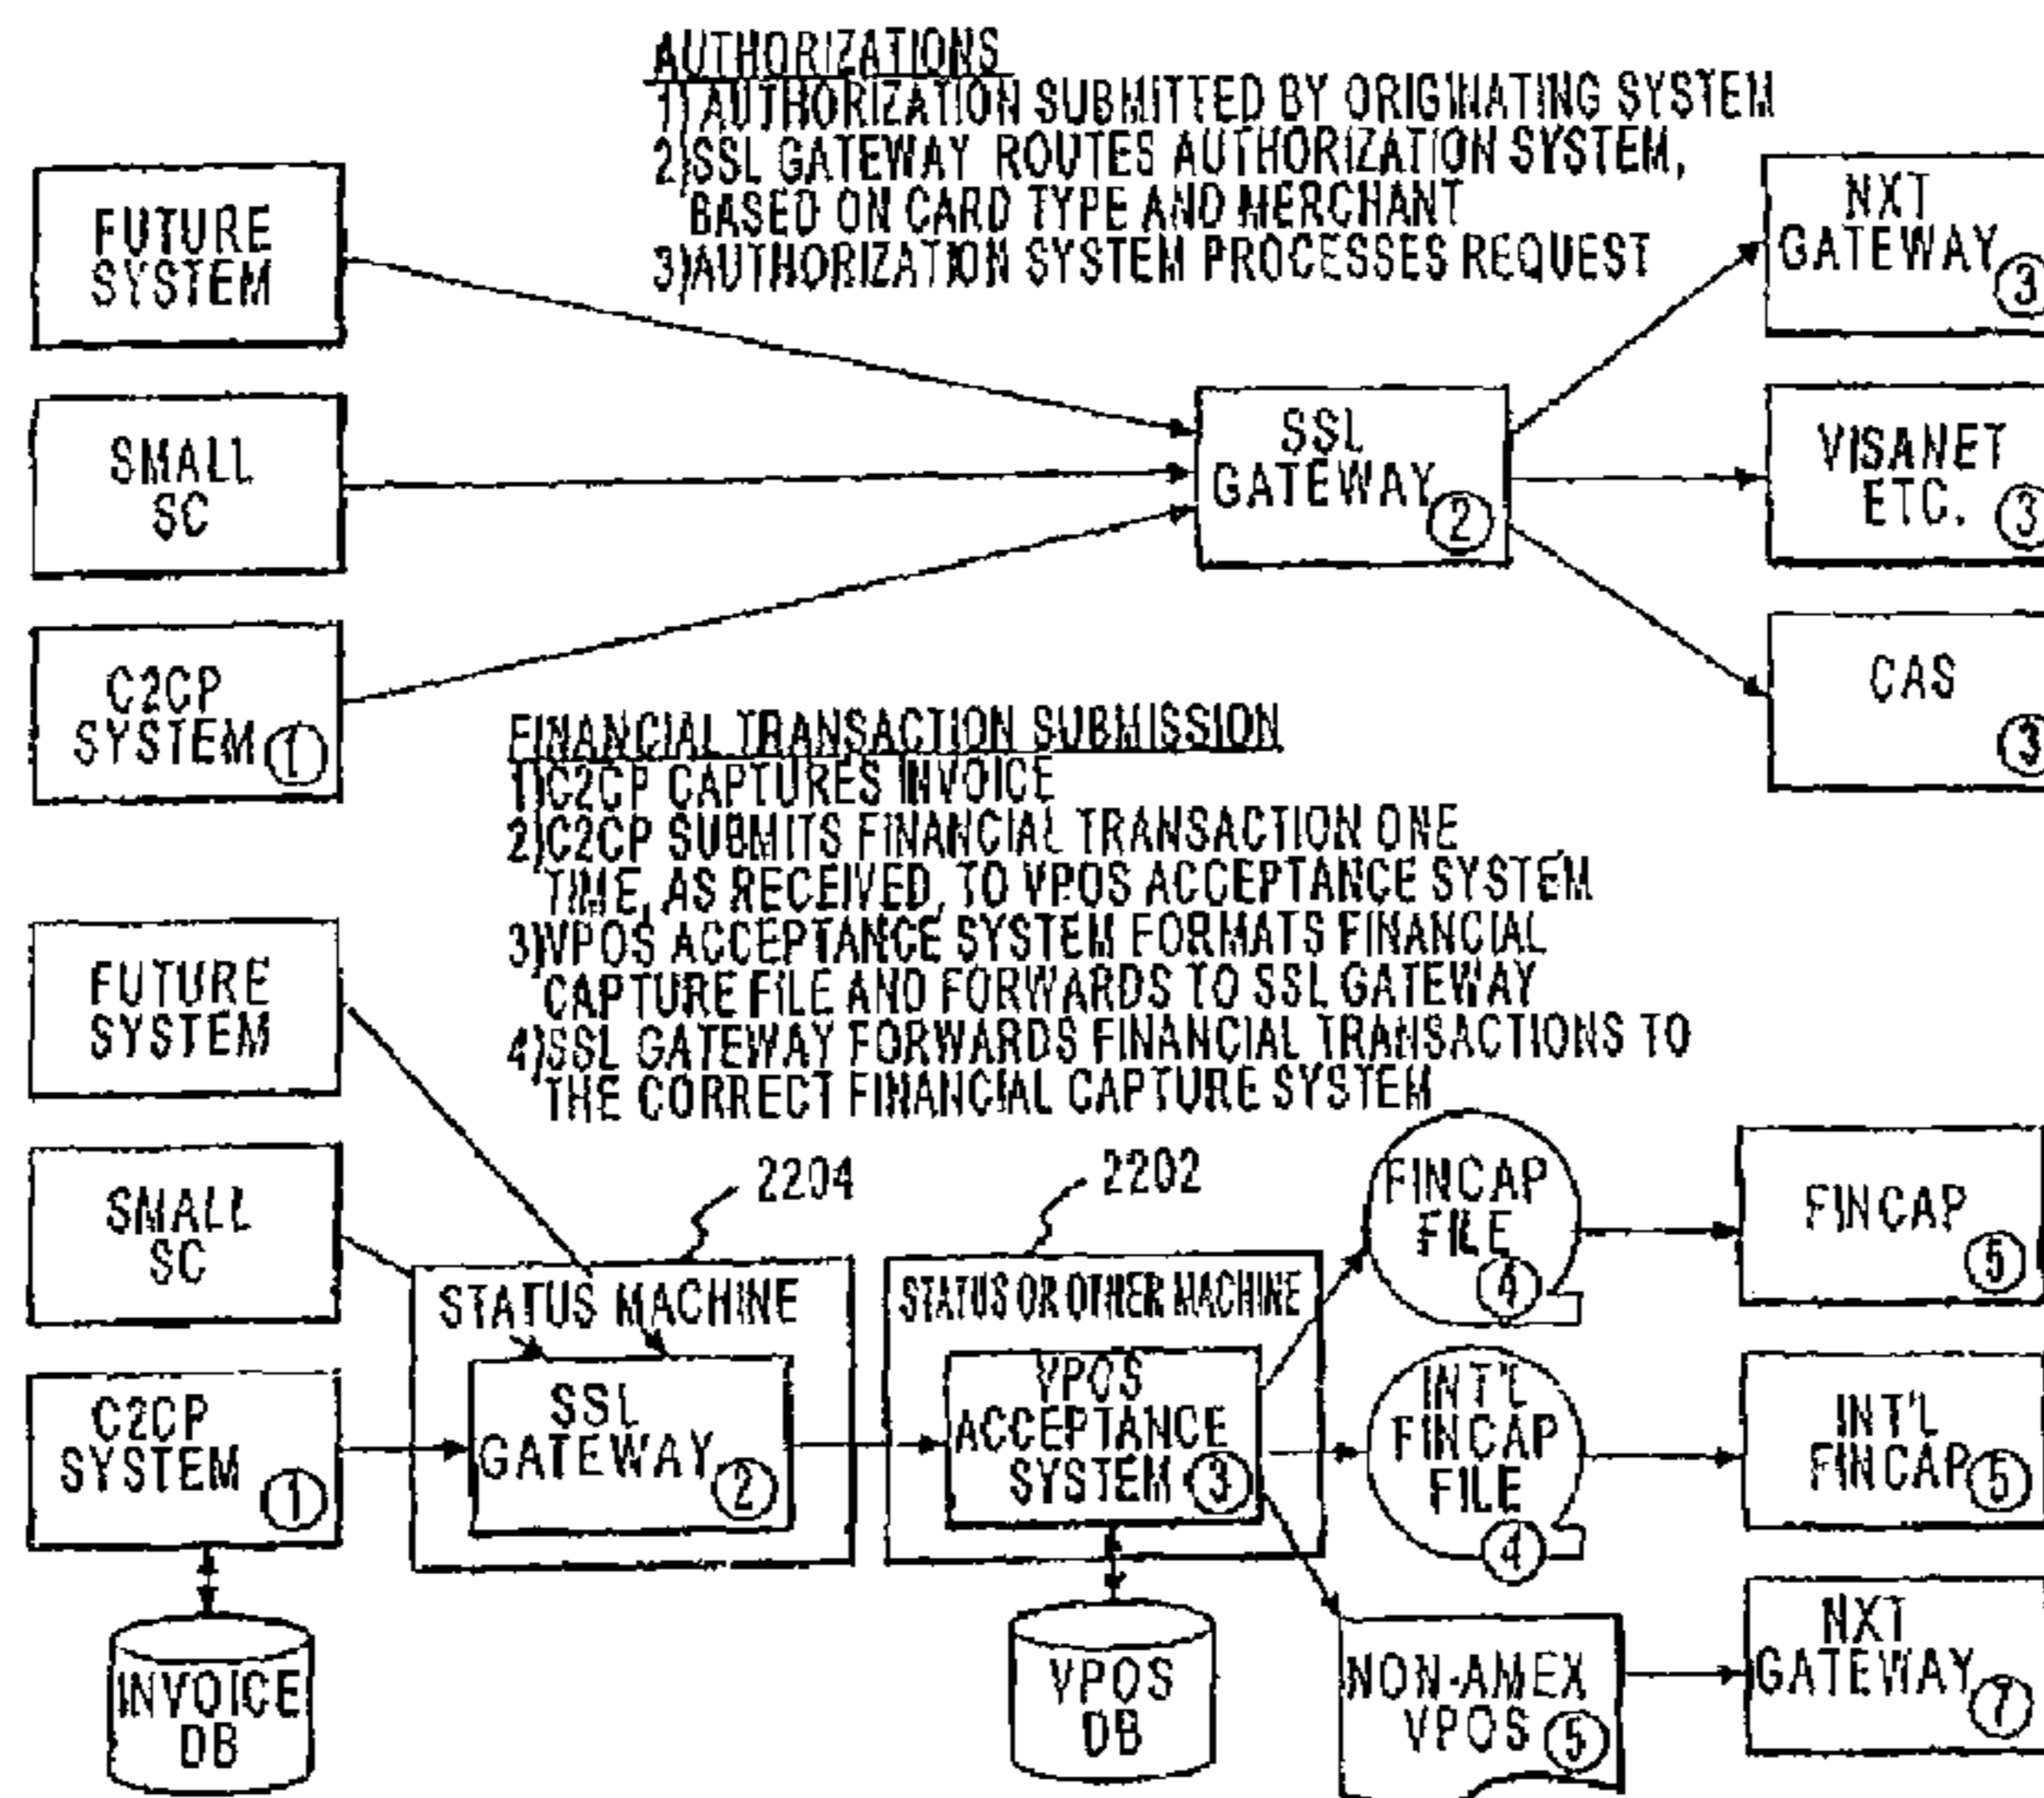 AUTHORIZATIONS
1)AUTHORIZATION SUBMITTED BY ORIGINATING SYSTEM
2)SSL GATEWAY ROUTES AUTHORIZATION SYSTEM,
BASED ON CARD TYPE AND MERCHANT
3)AUTHORIZATION SYSTEM PROCESSES REQUEST
FUTURE
SYSTEM
SMALL
SC
C2CP
SYSTEM 1
SSL
GATEWAY 2
NXT
GATEWAY 3
VISANET
ETC. 3
CAS
3
FINANCIAL TRANSACTION SUBMISSION
1)C2CP CAPTURES INVOICE
2)C2CP SUBMITS FINANCIAL TRANSACTION ONE
TIME, AS RECEIVED, TO VPOS ACCEPTANCE SYSTEM
3)VPOS ACCEPTANCE SYSTEM FORMATS FINANCIAL
CAPTURE FILE AND FORWARDS TO SSL GATEWAY
4)SSL GATEWAY FORWARDS FINANCIAL TRANSACTIONS TO
THE CORRECT FINANCIAL CAPTURE SYSTEM
FUTURE
SYSTEM
SMALL
SC
C2CP
SYSTEM 1
INVOICE
DB
2204
STATUS MACHINE
SSL
GATEWAY 2
2202
STATUS OR OTHER MACHINE
VPOS
ACCEPTANCE
SYSTEM 3
VPOS
DB
FINCAP
FILE
4
INT'L
FINCAP
FILE
4
NON-AMEX
VPOS 5
FINCAP
5
INT'L
FINCAP 5
NXT
GATEWAY 7